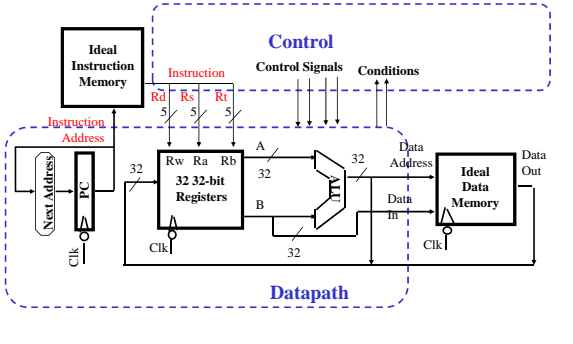 Ideal
Instruction
Memory
Control
Control Signals
Conditions
Instruction
Rd
Rs
Rt
5
5
5
Instruction
Address
Next Address
PC
Clk
32
Rw
Ra
Rb
32 32-bit
Registers
Clk
A
32
B
32
ALU
32
Data
Address
Data
In
Ideal
Data
Memory
Clk
Data
Out
Datapath